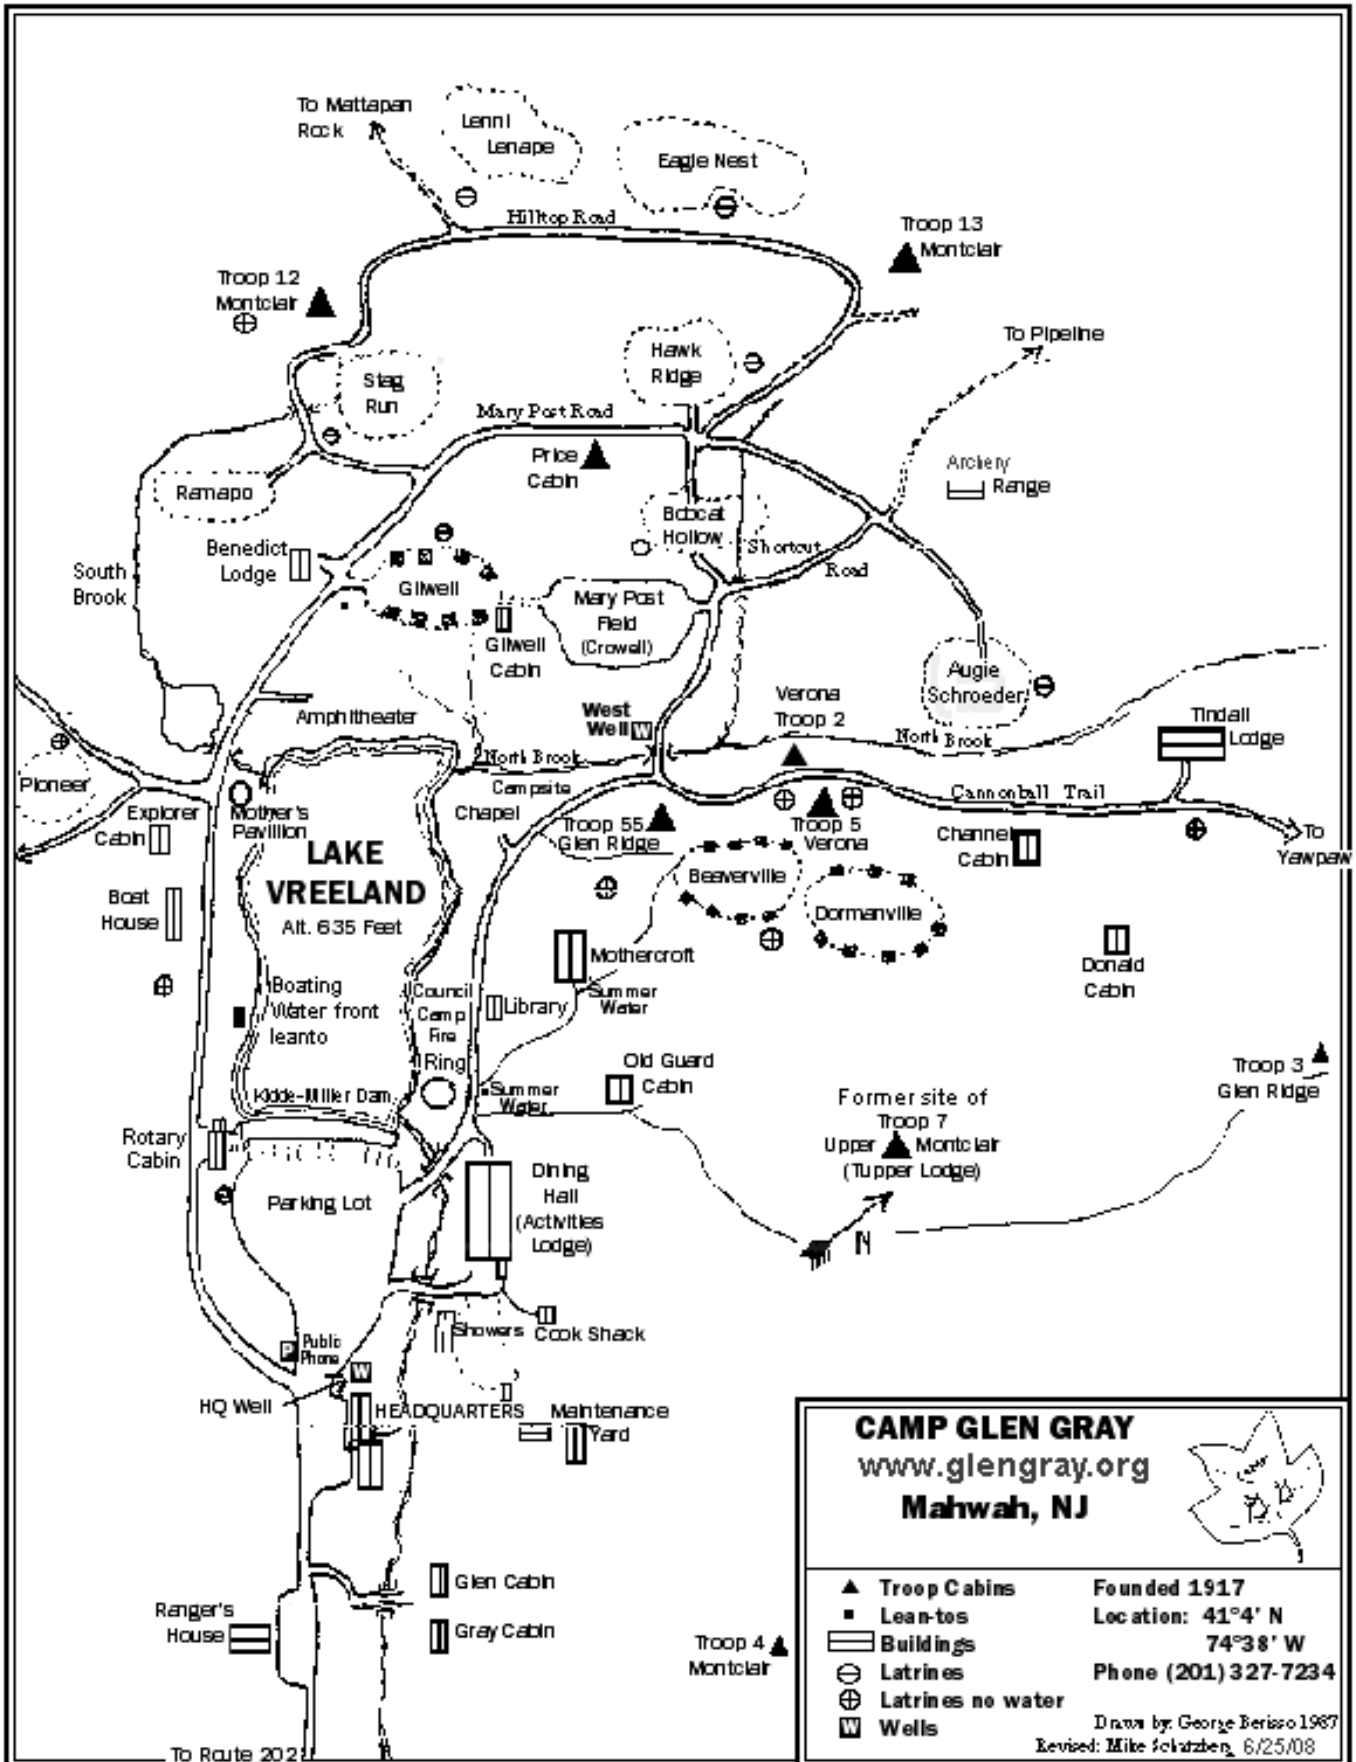 To Mattapan
Rock
Lenni
Lenape
Eagle Nest
Hilltop Road
Troop 13
Montclair
Troop 12
Montclair
To Pipeline
Hawk
Ridge
Stag
Run
Mary Post Road
Price
Cabin
Archery
Range
Ramapo
Bobcat
Hollow
Shortcut
Road
Benedict
Lodge
South
Brook
Gilwell
Mary Post
Field
(Crowell)
Gilwell
Cabin
Augie
Schroeder
Verona
Troop 2
West
Well W
Amphitheater
Tindall
Lodge
North Brook
North Brook
Pioneer
Campsite
Cannonball Trail
Explorer
Cabin
Mother's
Pavillion
Chapel
Troop 55
Glen Ridge
Troop 5
Verona
Channel
Cabin
To
Yawpaw
LAKE
VREELAND
Alt. 635 Feet
Beaverville
Dormanville
Boat
House
Mothercroft
Donald
Cabin
Boating
Water front
leanto
Council
Camp
Fire
Ring
Library
Summer
Water
Old Guard
Cabin
Troop 3
Glen Ridge
Kidde-Miller Dam
Summer
Water
Former site of
Troop 7
Upper Montclair
(Tupper Lodge)
Rotary
Cabin
Parking Lot
Dining
Hall
(Activities
Lodge)
N
Showers
Cook Shack
P Public
Phone
W
HQ Well
HEADQUARTERS
Maintenance
Yard
Glen Cabin
Ranger's
House
Gray Cabin
Troop 4
Montclair
To Route 202
CAMP GLEN GRAY
www.glengray.org
Mahwah, NJ
Troop Cabins
Lean-tos
Buildings
Latrines
Latrines no water
W Wells
Founded 1917
Location: 41°4' N
74°38' W
Phone (201) 327-7234
Drawn by: George Berisso 1987
Revised: Mike Schatzberg 6/25/08